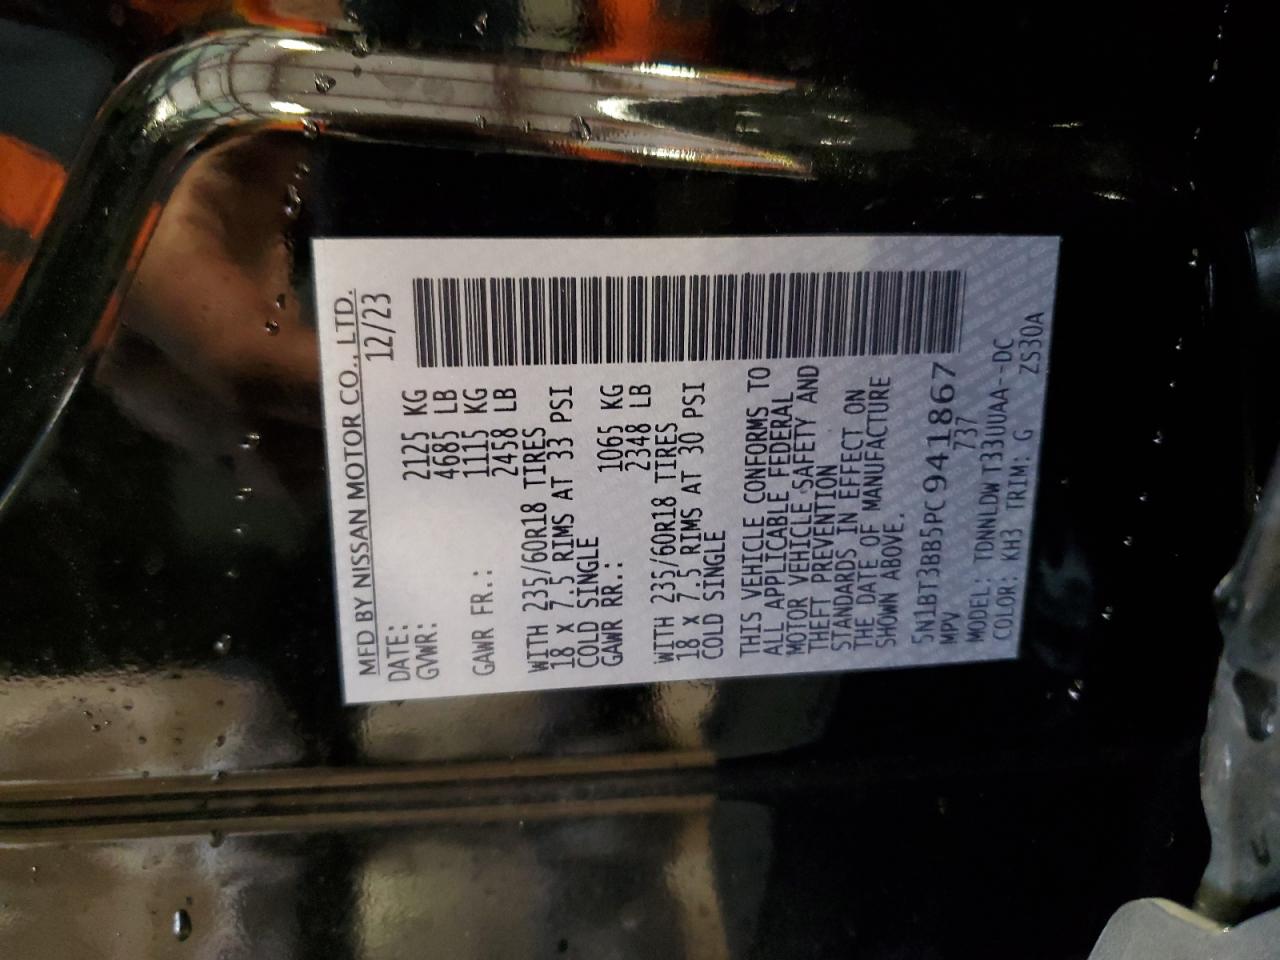 MFD BY NISSAN MOTOR CO., LTD.
DATE: 12/23
GVWR: 2125 KG
4685 LB
GAWR FR.: 1115 KG
2458 LB
WITH 235/60R18 TIRES
18 x 7.5 RIMS AT 33 PSI
COLD SINGLE
GAWR RR.: 1065 KG
2348 LB
WITH 235/60R18 TIRES
18 x 7.5 RIMS AT 30 PSI
COLD SINGLE
THIS VEHICLE CONFORMS TO
ALL APPLICABLE FEDERAL
MOTOR VEHICLE SAFETY AND
THEFT PREVENTION
STANDARDS IN EFFECT ON
THE DATE OF MANUFACTURE
SHOWN ABOVE.
5N1BT3BB5PC941867
MPV 737
MODEL: TDNNLDW T33UUAA--DC
COLOR: KH3 TRIM: G ZS30A